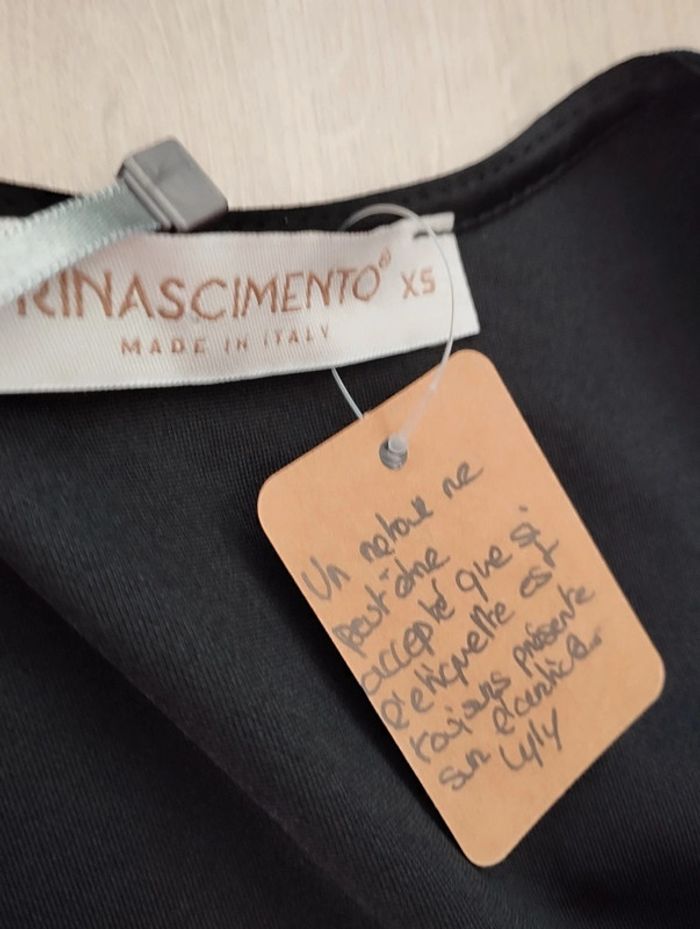 RINASCIMENTO® XS
MADE IN ITALY
Un retour ne
peut être
accepté que si
l'etiquette est
toujours présente
sur l'article.
Lyly